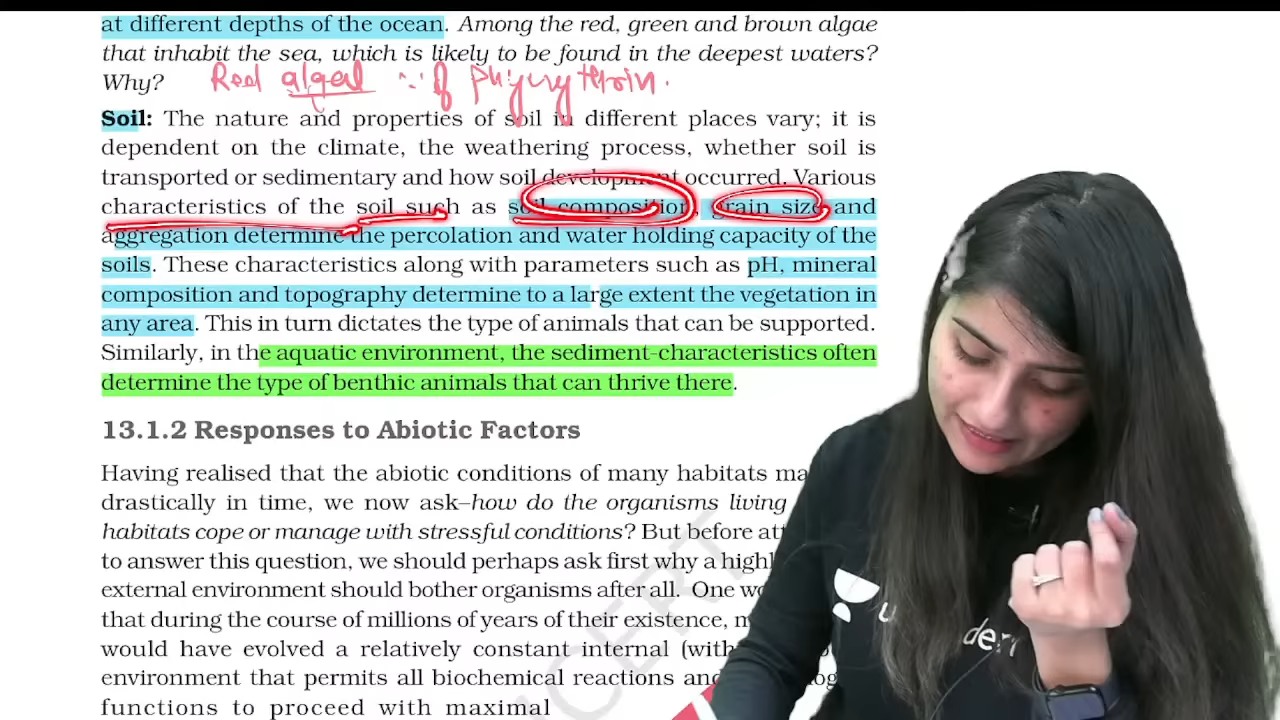 at different depths of the ocean. Among the red, green and brown algae
that inhabit the sea, which is likely to be found in the deepest waters?
Why? Red algal ∵ of
Soil: The nature and properties of soil in different places vary; it is
dependent on the climate, the weathering process, whether soil is
transported or sedimentary and how soil development occurred. Various
characteristics of the soil such as soil composition, grain size and
aggregation determine the percolation and water holding capacity of the
soils. These characteristics along with parameters such as pH, mineral
composition and topography determine to a large extent the vegetation in
any area. This in turn dictates the type of animals that can be supported.
Similarly, in the aquatic environment, the sediment-characteristics often
determine the type of benthic animals that can thrive there.
13.1.2 Responses to Abiotic Factors
Having realised that the abiotic conditions of many habitats ma
drastically in time, we now ask–how do the organisms living
habitats cope or manage with stressful conditions? But before at
to answer this question, we should perhaps ask first why a highl
external environment should bother organisms after all. One wo
that during the course of millions of years of their existence, m
would have evolved a relatively constant internal (with
environment that permits all biochemical reactions and
functions to proceed with maximal
NCERT